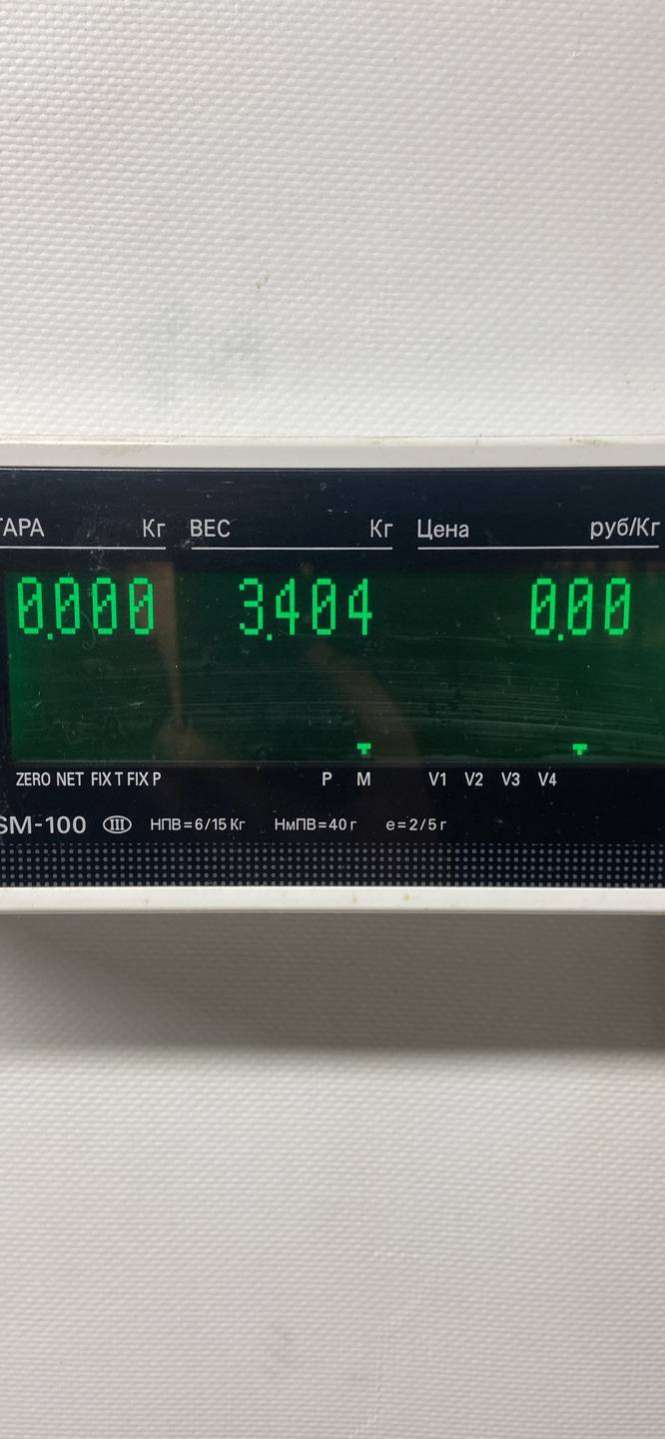 ТАРА Кг ВЕС Кг Цена руб/Кг
0.000 3.404 0.00
ZERO NET FIX T FIX P P M V1 V2 V3 V4
SM-100 III НПВ=6/15 Кг НмПВ=40 г e=2/5 г